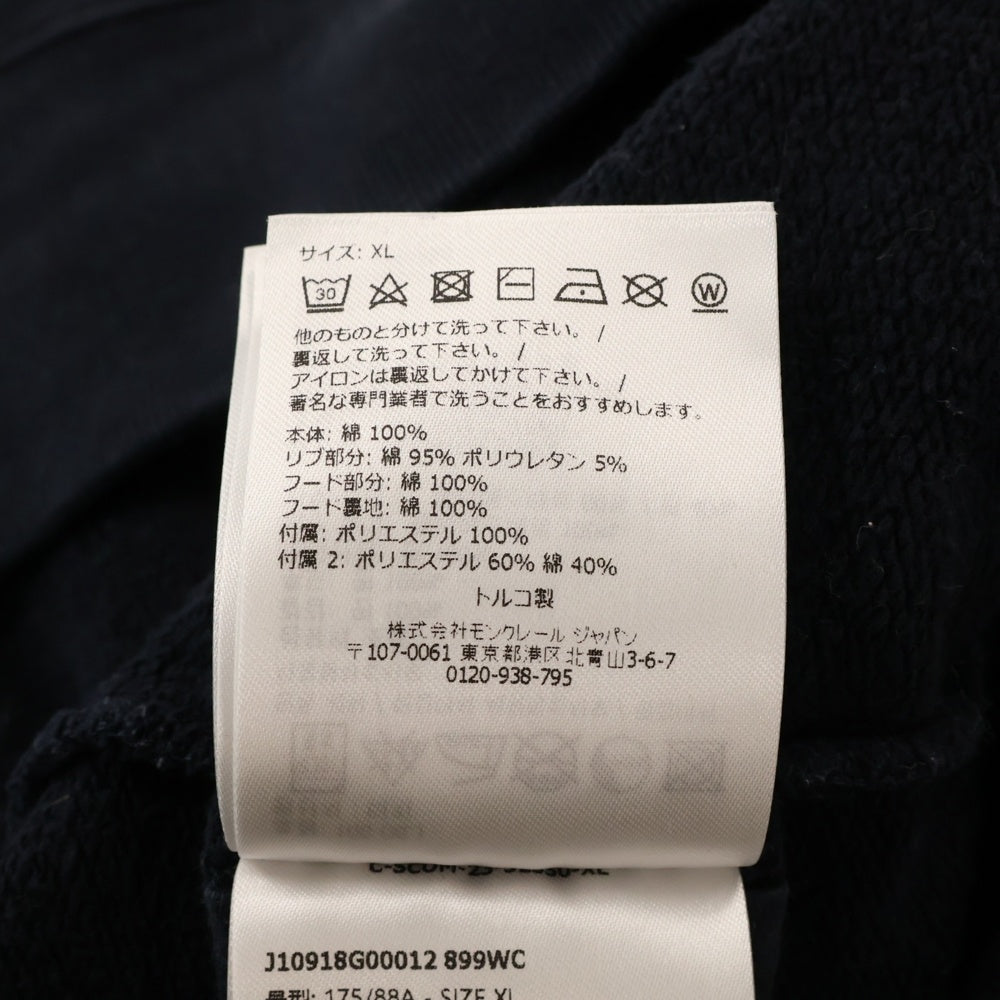 サイズ: XL
30 W
他のものと分けて洗って下さい。 /
裏返して洗って下さい。 /
アイロンは裏返してかけて下さい。 /
著名な専門業者で洗うことをおすすめします。
本体: 綿 100%
リブ部分: 綿 95% ポリウレタン 5%
フード部分: 綿 100%
フード裏地: 綿 100%
付属: ポリエステル 100%
付属 2: ポリエステル 60% 綿 40%
トルコ製
株式会社モンクレール ジャパン
〒107-0061 東京都港区北青山3-6-7
0120-938-795
J10918G00012 899WC
号型: 175/88A - SIZE XL